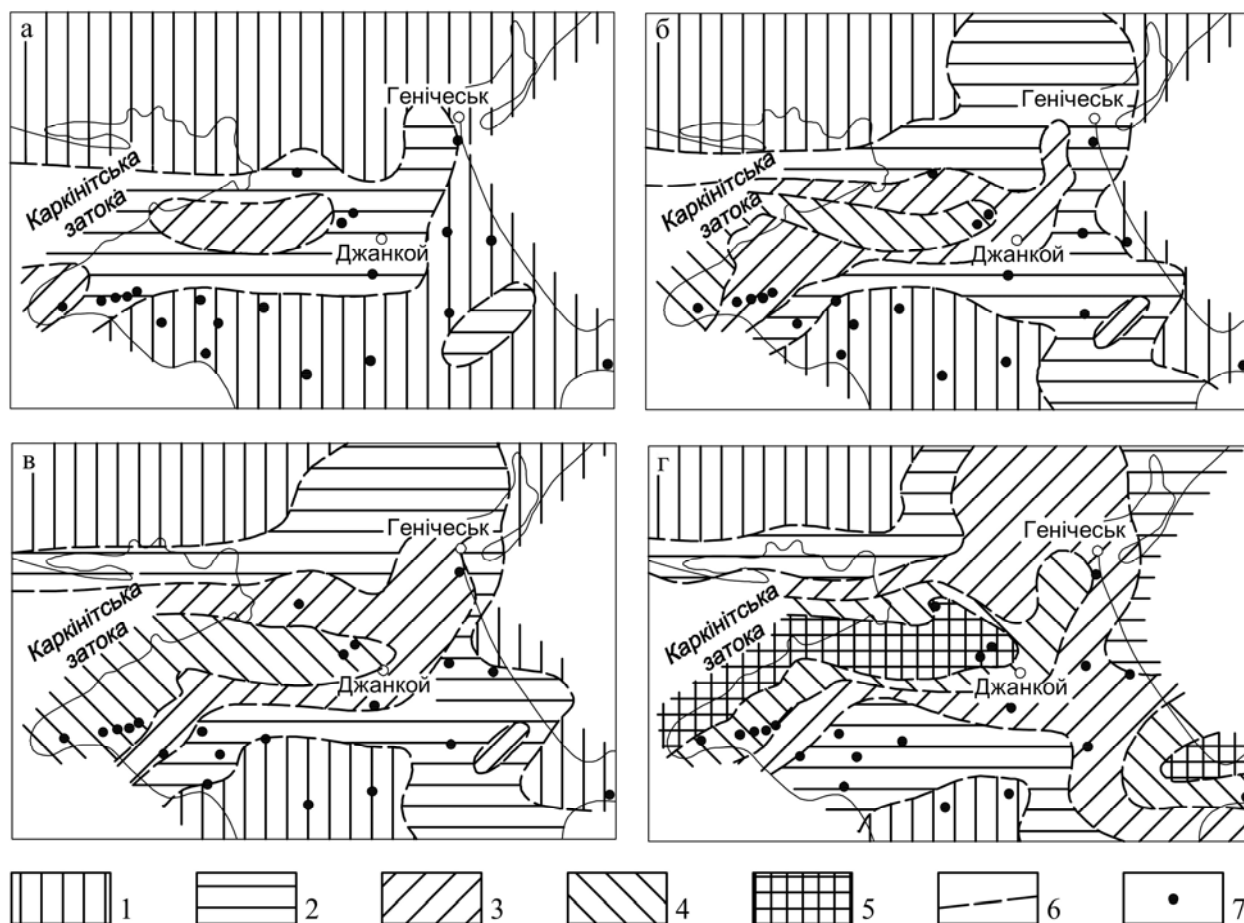 а
Генічеськ
Каркінітська
затока
Джанкой
б
Генічеськ
Каркінітська
затока
Джанкой
в
Генічеськ
Каркінітська
затока
Джанкой
г
Генічеськ
Каркінітська
затока
Джанкой
1 2 3 4 5 6 7